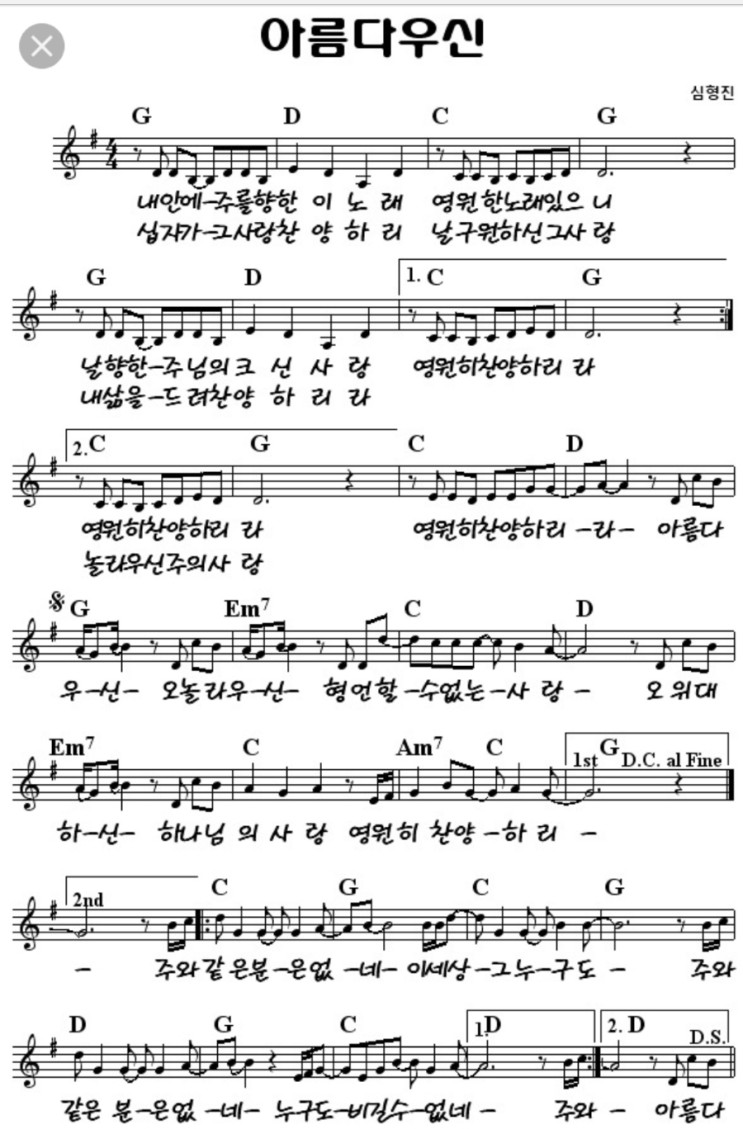 아름다우신
심형진
G D C G
내안에-주를향한 이 노 래 영원한노래있으 니
십자가-그사랑찬 양 하 리 날구원하신그사 랑
G D 1. C G
날향한-주님의크 신 사 랑 영원히찬양하리 라
내삶을-드려찬양 하 리 라
2. C G C D
영원히찬양하리 라 영원히찬양하리 -라- 아름다
놀라우신주의사 랑
G Em7 C D
우-신- 오놀라우-신- 형언할-수없는-사 랑 - 오 위대
Em7 C Am7 C 1st G D.C. al Fine
하-신- 하나님 의 사 랑 영원히 찬양 -하 리 -
2nd C G C G
- 주와같 은분-은없 -네- 이세상-그누-구도 - 주와
D G C 1. D 2. D D.S.
같은 분-은없 -네- 누구도-비길수-없네 - 주와 - 아름다